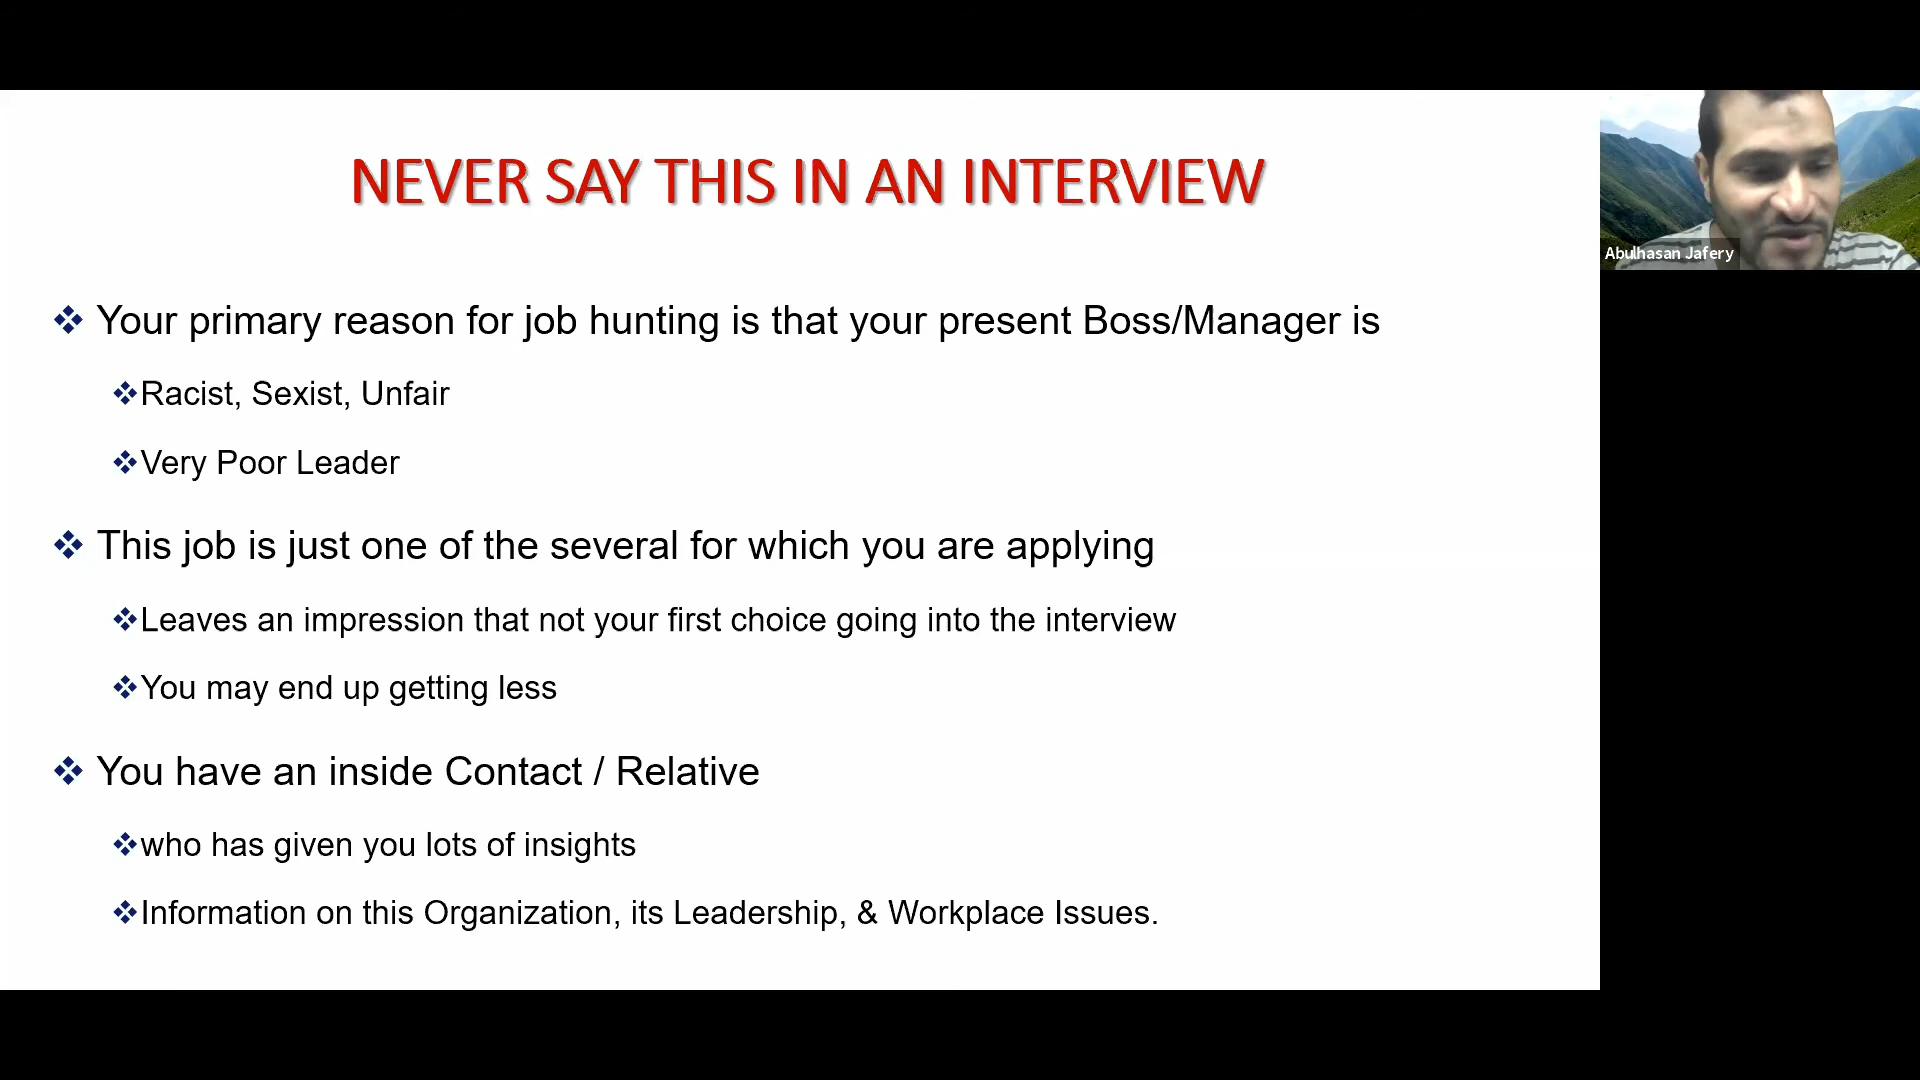 NEVER SAY THIS IN AN INTERVIEW
Abulhasan Jafery
Your primary reason for job hunting is that your present Boss/Manager is
Racist, Sexist, Unfair
Very Poor Leader
This job is just one of the several for which you are applying
Leaves an impression that not your first choice going into the interview
You may end up getting less
You have an inside Contact / Relative
who has given you lots of insights
Information on this Organization, its Leadership, & Workplace Issues.